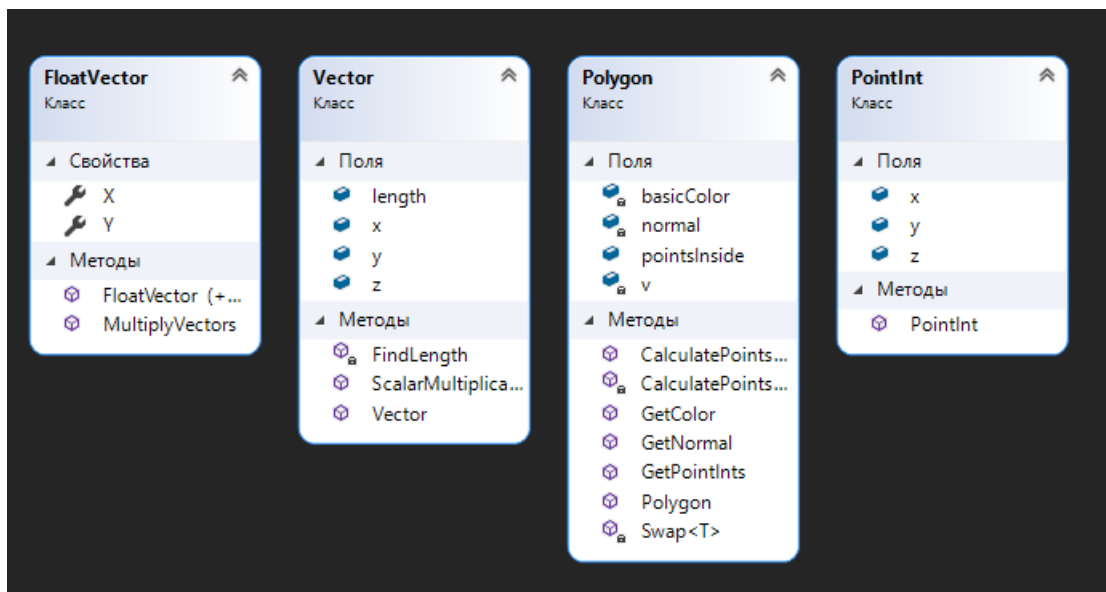 FloatVector
Класс
Свойства
X
Y
Методы
FloatVector (+...
MultiplyVectors
Vector
Класс
Поля
length
x
y
z
Методы
FindLength
ScalarMultiplica...
Vector
Polygon
Класс
Поля
basicColor
normal
pointsInside
v
Методы
CalculatePoints...
CalculatePoints...
GetColor
GetNormal
GetPointInts
Polygon
Swap<T>
PointInt
Класс
Поля
x
y
z
Методы
PointInt